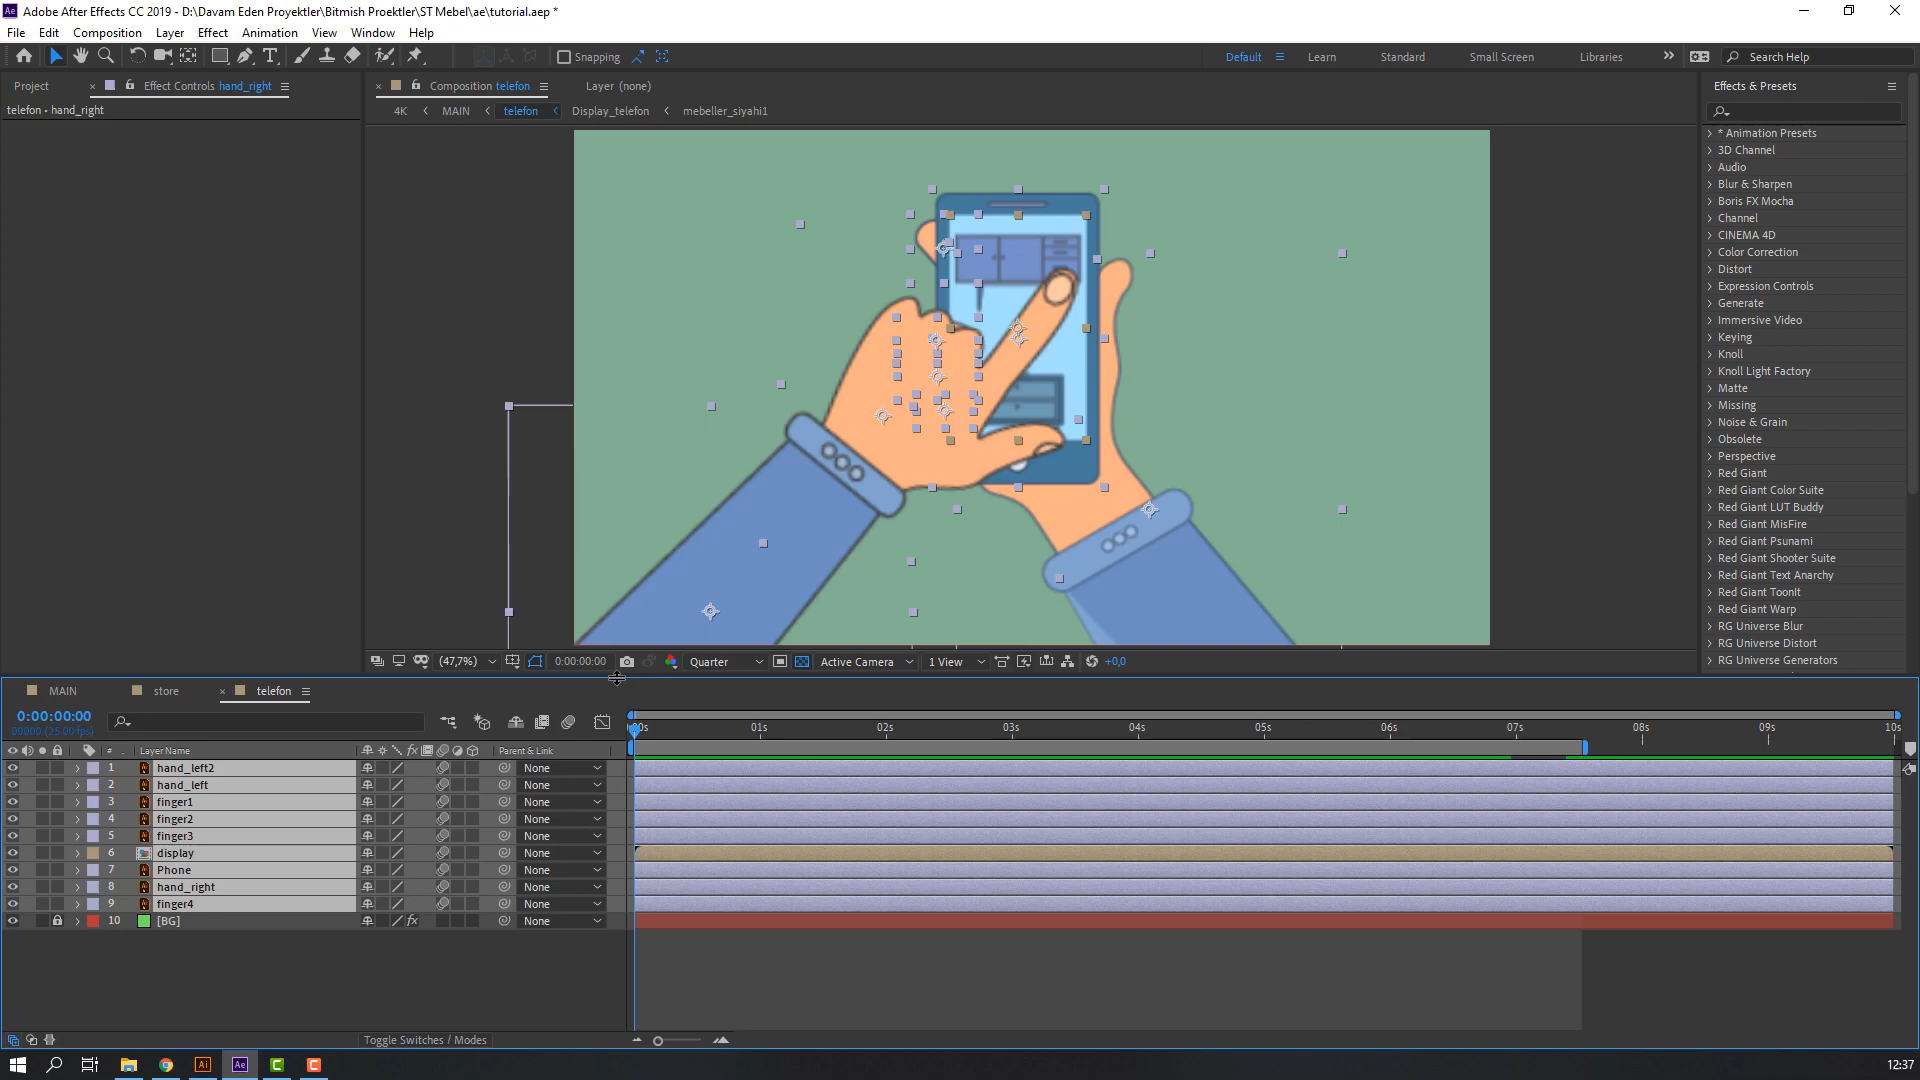 Adobe After Effects CC 2019 - D:\Davam Eden Proyektler\Bitmish Proektler\ST Mebel\ae\tutorial.aep *
File Edit Composition Layer Effect Animation View Window Help
Snapping Default Learn Standard Small Screen Libraries Search Help
Project Effect Controls hand_right Composition telefon Layer (none) Effects & Presets
telefon • hand_right
4K MAIN telefon Display_telefon mebeller_siyahi1
* Animation Presets
3D Channel
Audio
Blur & Sharpen
Boris FX Mocha
Channel
CINEMA 4D
Color Correction
Distort
Expression Controls
Generate
Immersive Video
Keying
Knoll
Knoll Light Factory
Matte
Missing
Noise & Grain
Obsolete
Perspective
Red Giant
Red Giant Color Suite
Red Giant LUT Buddy
Red Giant MisFire
Red Giant Psunami
Red Giant Shooter Suite
Red Giant Text Anarchy
Red Giant ToonIt
Red Giant Warp
RG Universe Blur
RG Universe Distort
RG Universe Generators
(47,7%) 0:00:00:00 Quarter Active Camera 1 View +0,0
MAIN store telefon
0:00:00:00
00000 (25.00 fps)
:00s 01s 02s 03s 04s 05s 06s 07s 08s 09s 10s
# Layer Name fx Parent & Link
1 hand_left2 None
2 hand_left None
3 finger1 None
4 finger2 None
5 finger3 None
6 display None
7 Phone None
8 hand_right None
9 finger4 None
10 [BG] fx None
Toggle Switches / Modes
Ai Ae C C 12:37